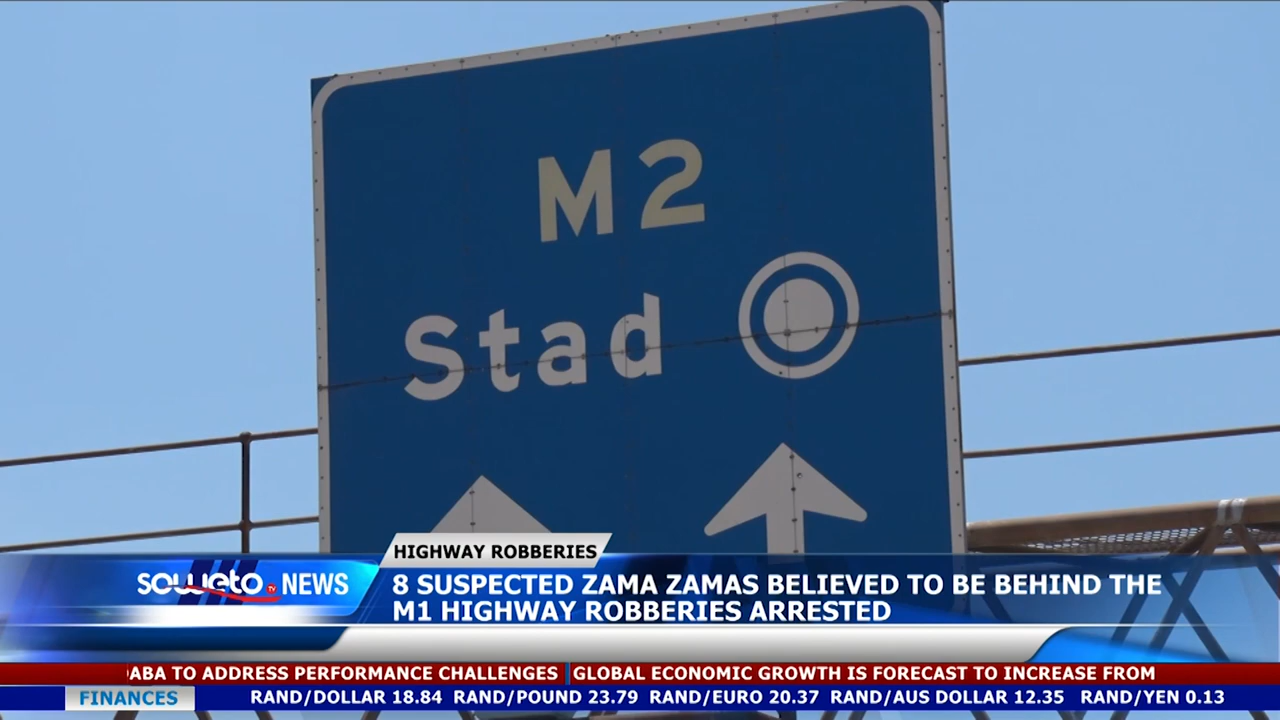 M2
Stad
HIGHWAY ROBBERIES
soweto.tv NEWS
8 SUSPECTED ZAMA ZAMAS BELIEVED TO BE BEHIND THE
M1 HIGHWAY ROBBERIES ARRESTED
ABA TO ADDRESS PERFORMANCE CHALLENGES GLOBAL ECONOMIC GROWTH IS FORECAST TO INCREASE FROM
FINANCES RAND/DOLLAR 18.84 RAND/POUND 23.79 RAND/EURO 20.37 RAND/AUS DOLLAR 12.35 RAND/YEN 0.13